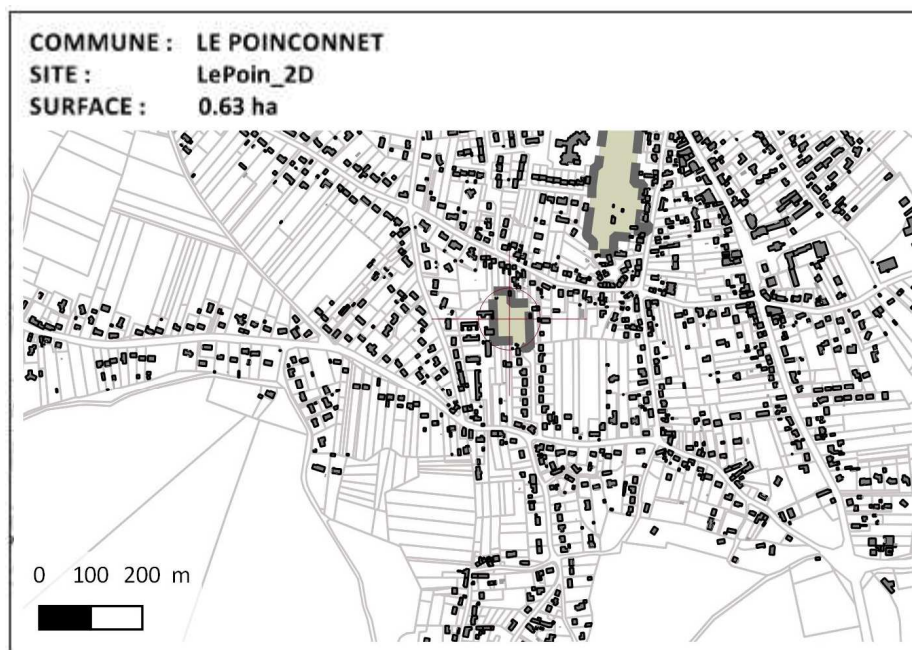 COMMUNE : LE POINCONNET
SITE : LePoin_2D
SURFACE : 0.63 ha
0 100 200 m